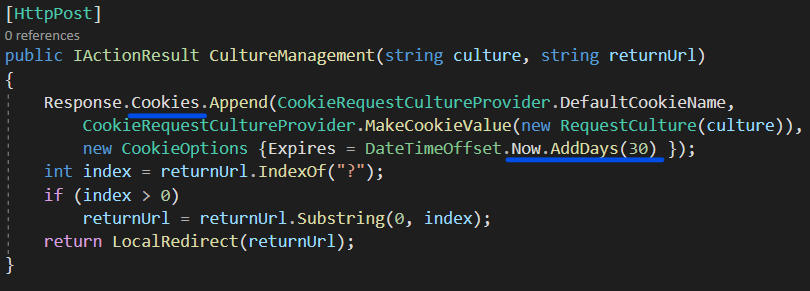 [HttpPost]
0 references
public IActionResult CultureManagement(string culture, string returnUrl)
{
Response.Cookies.Append(CookieRequestCultureProvider.DefaultCookieName,
CookieRequestCultureProvider.MakeCookieValue(new RequestCulture(culture)),
new CookieOptions {Expires = DateTimeOffset.Now.AddDays(30) });
int index = returnUrl.IndexOf("?");
if (index > 0)
returnUrl = returnUrl.Substring(0, index);
return LocalRedirect(returnUrl);
}